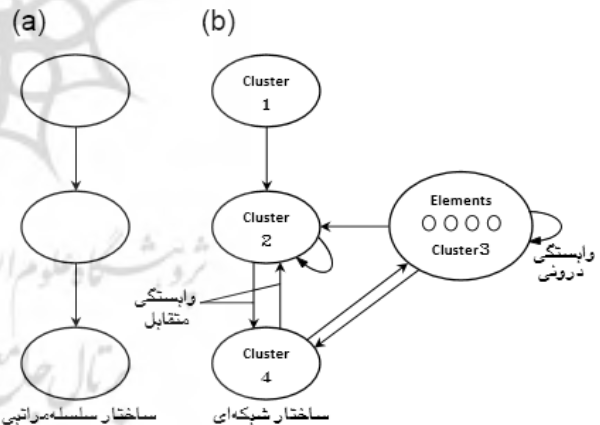 (a)
(b)
Cluster
1
Cluster
2
Elements
Cluster3
وابستگی
درونی
وابستگی
متقابل
Cluster
4
ساختار سلسله‌مراتبی
ساختار شبکه‌ای